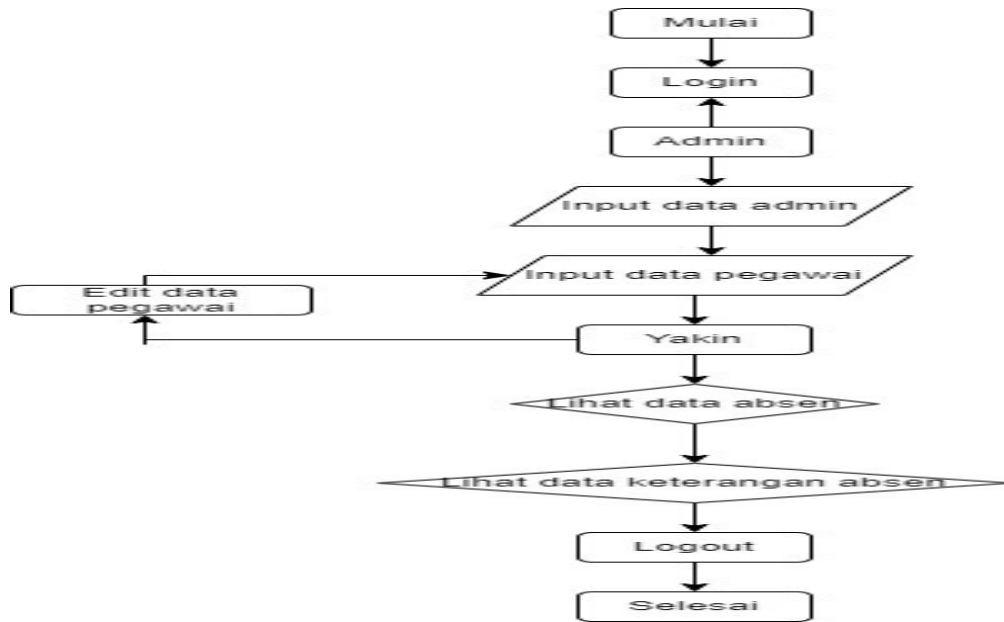 Mulai
Login
Admin
Input data admin
Input data pegawai
Edit data
pegawai
Yakin
Lihat data absen
Lihat data keterangan absen
Logout
Selesai